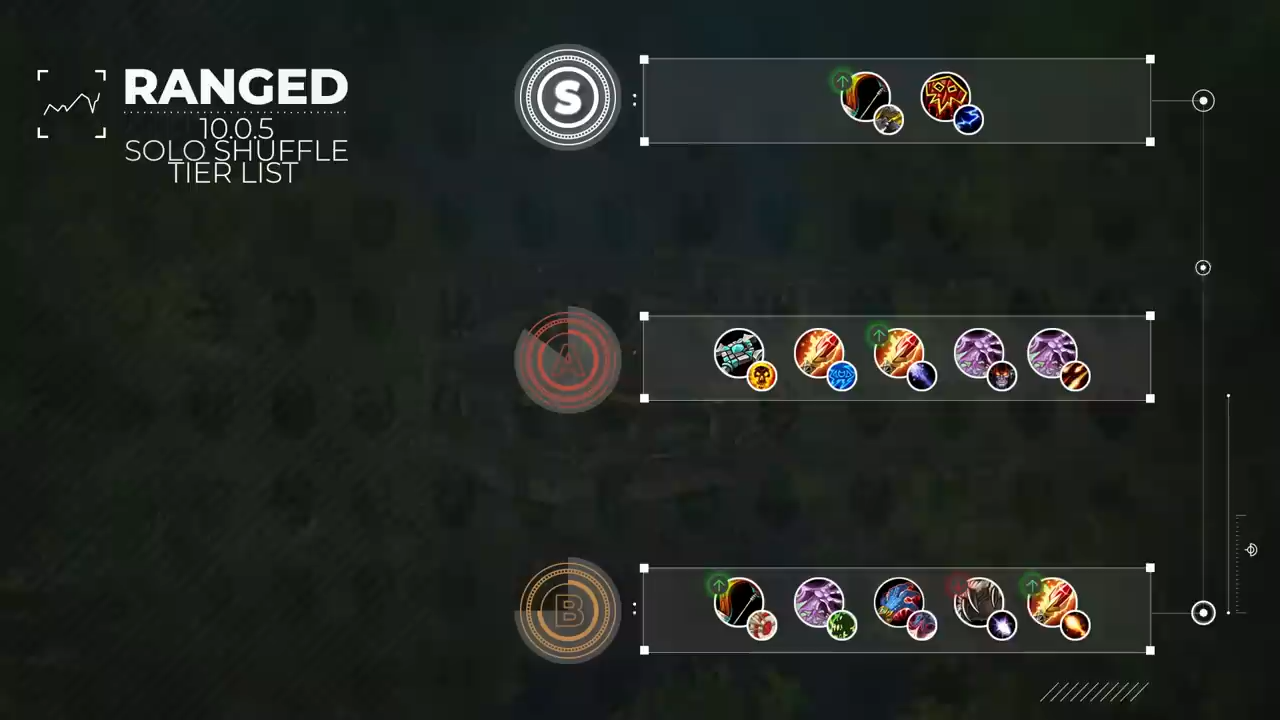 RANGED
10.0.5
SOLO SHUFFLE
TIER LIST
S
A
B